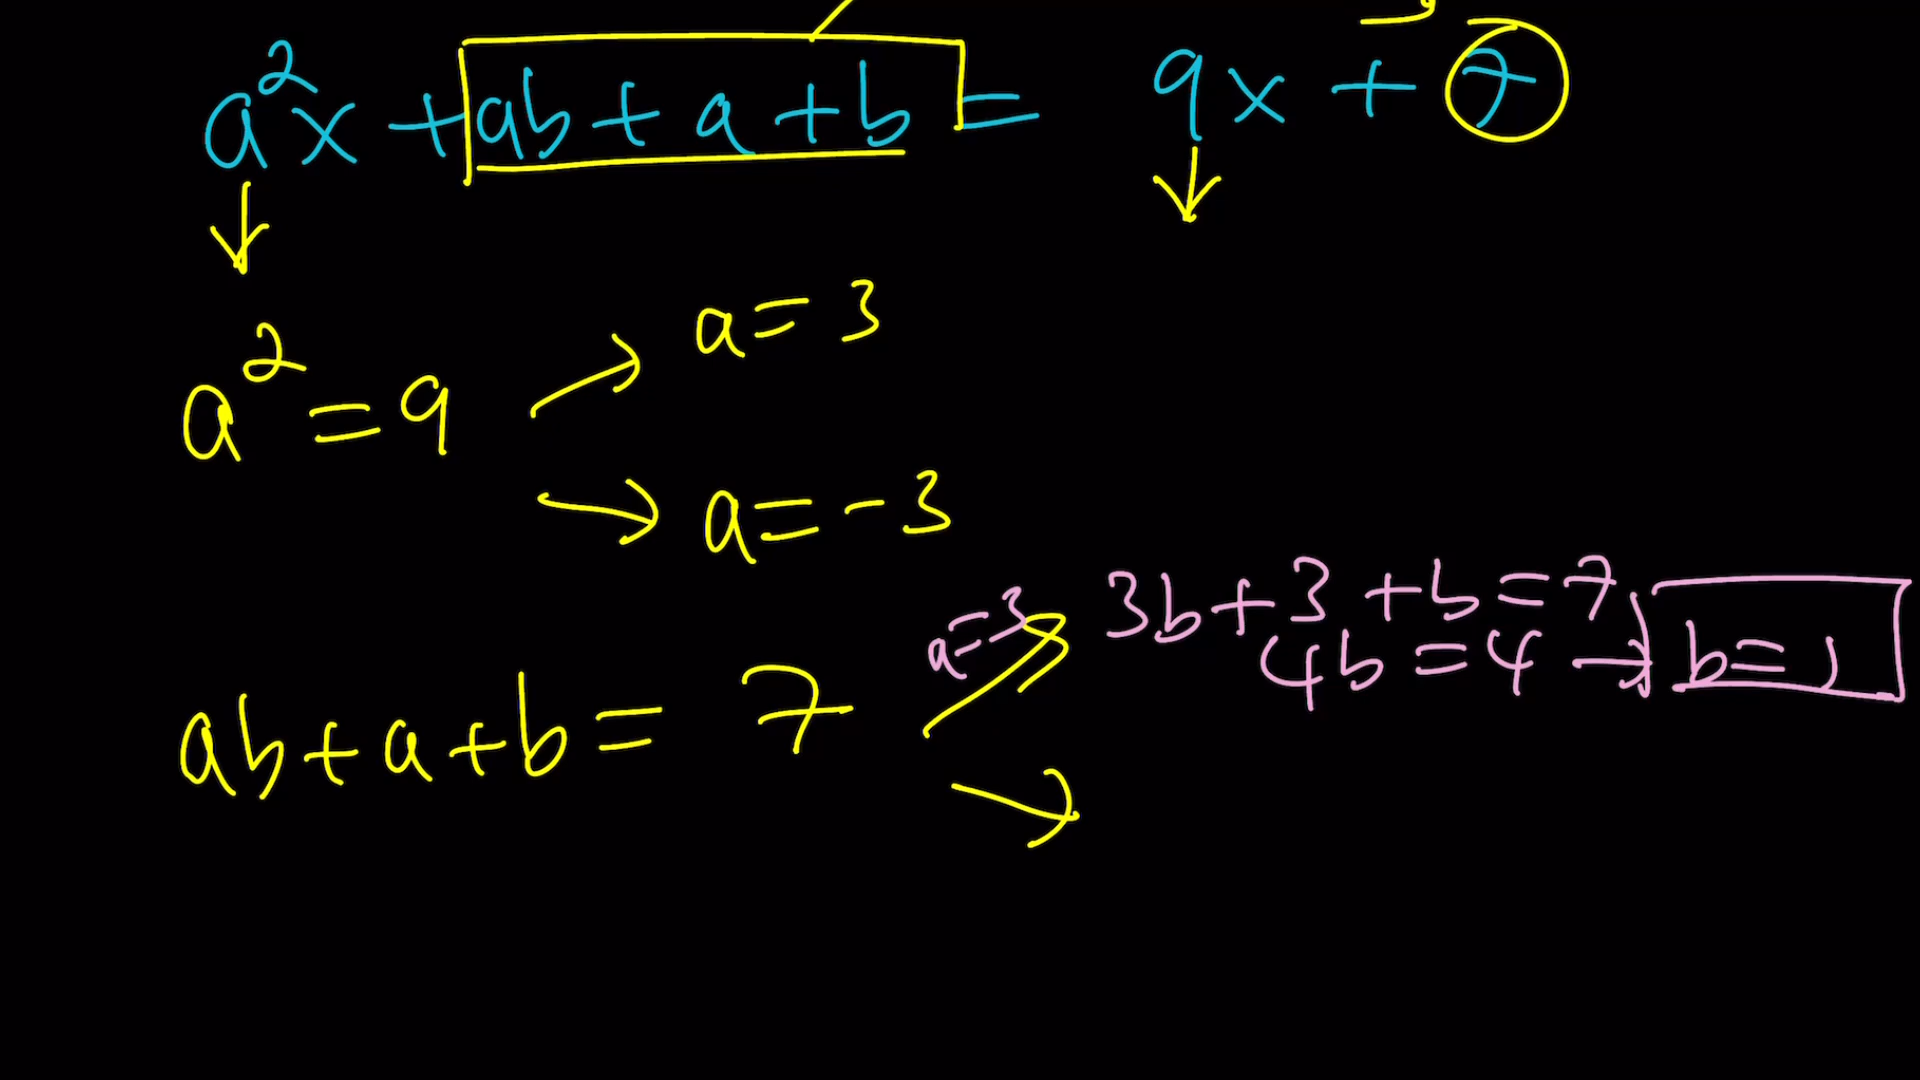 a²x + ab + a + b = 9x + 7
a² = 9
a = 3
a = -3
ab + a + b = 7
a = 3
3b + 3 + b = 7
4b = 4 → b = 1